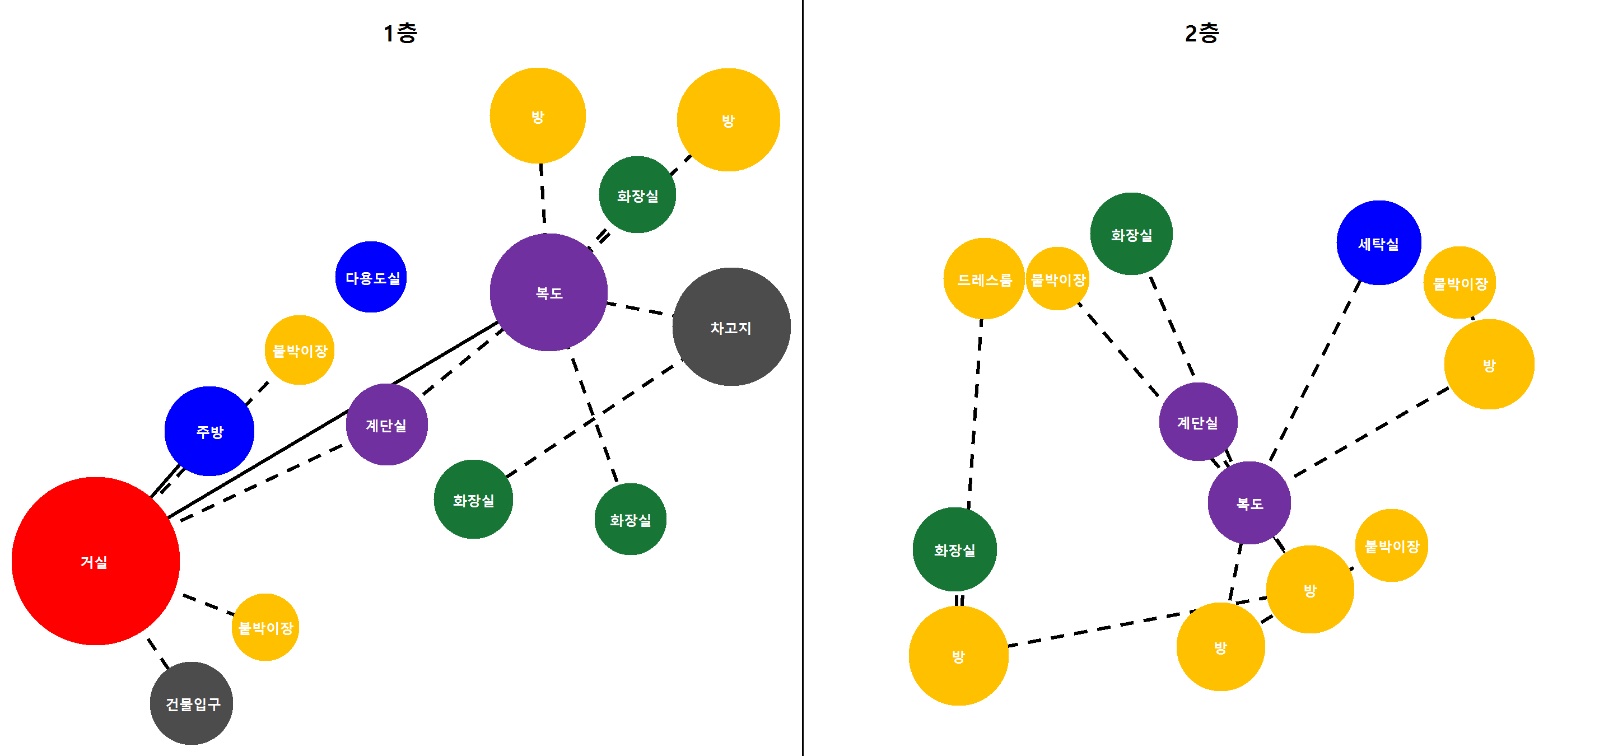 1층
방
방
화장실
다용도실
복도
차고지
붙박이장
계단실
주방
화장실
화장실
거실
붙박이장
건물입구
2층
화장실
세탁실
드레스룸
붙박이장
붙박이장
방
계단실
복도
화장실
붙박이장
방
방
방